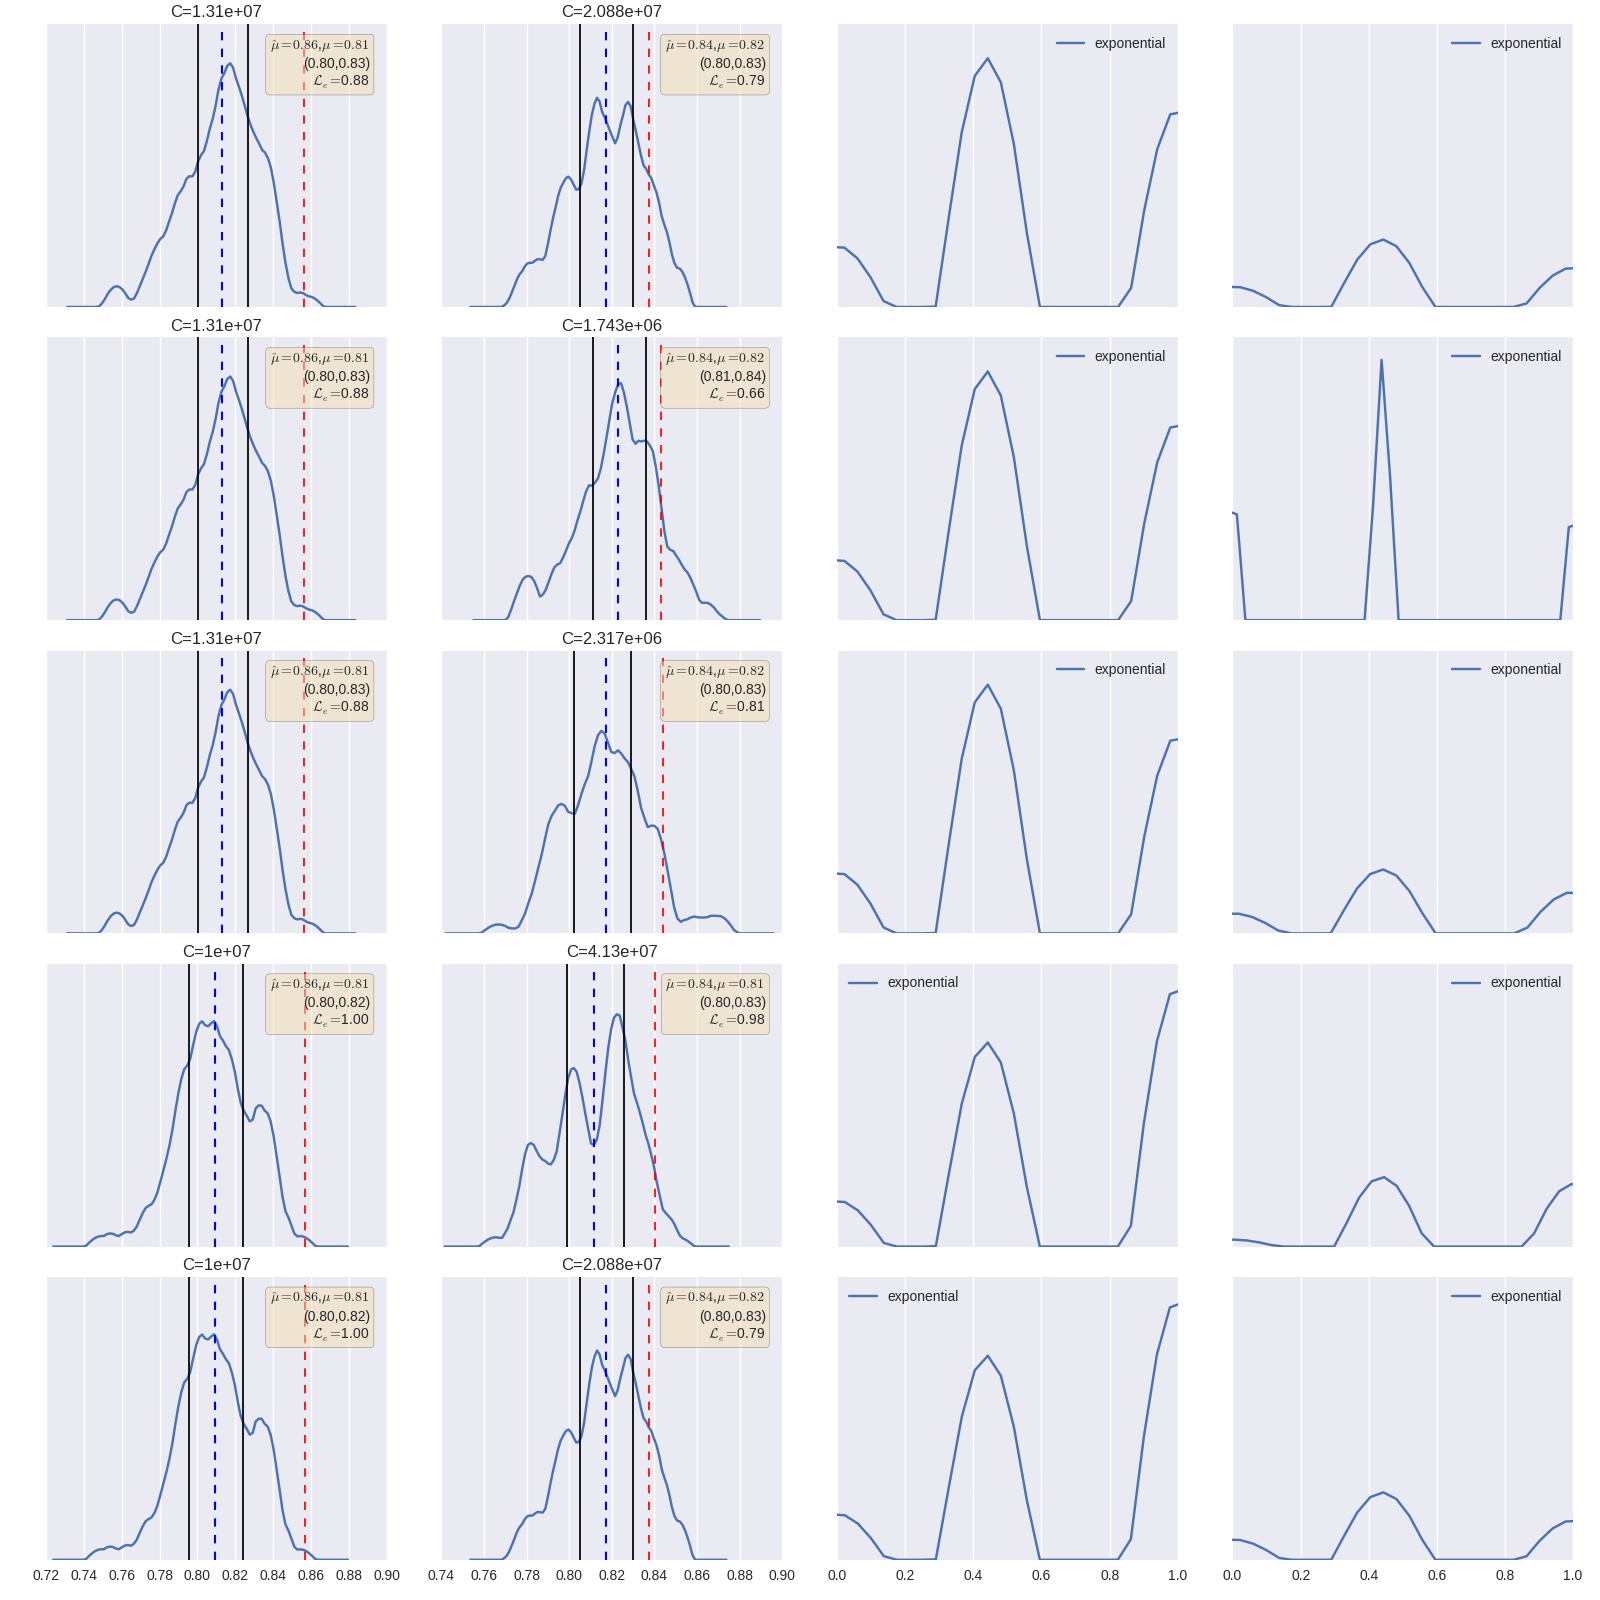 C=1.31e+07
μ̂=0.86,μ=0.81
(0.80,0.83)
ℒₑ=0.88
C=2.088e+07
μ̂=0.84,μ=0.82
(0.80,0.83)
ℒₑ=0.79
exponential
exponential
C=1.31e+07
μ̂=0.86,μ=0.81
(0.80,0.83)
ℒₑ=0.88
C=1.743e+06
μ̂=0.84,μ=0.82
(0.81,0.84)
ℒₑ=0.66
exponential
exponential
C=1.31e+07
μ̂=0.86,μ=0.81
(0.80,0.83)
ℒₑ=0.88
C=2.317e+06
μ̂=0.84,μ=0.82
(0.80,0.83)
ℒₑ=0.81
exponential
exponential
C=1e+07
μ̂=0.86,μ=0.81
(0.80,0.82)
ℒₑ=1.00
C=4.13e+07
μ̂=0.84,μ=0.81
(0.80,0.83)
ℒₑ=0.98
exponential
exponential
C=1e+07
μ̂=0.86,μ=0.81
(0.80,0.82)
ℒₑ=1.00
C=2.088e+07
μ̂=0.84,μ=0.82
(0.80,0.83)
ℒₑ=0.79
exponential
exponential
0.72 0.74 0.76 0.78 0.80 0.82 0.84 0.86 0.88 0.90
0.74 0.76 0.78 0.80 0.82 0.84 0.86 0.88 0.90
0.0 0.2 0.4 0.6 0.8 1.0
0.0 0.2 0.4 0.6 0.8 1.0